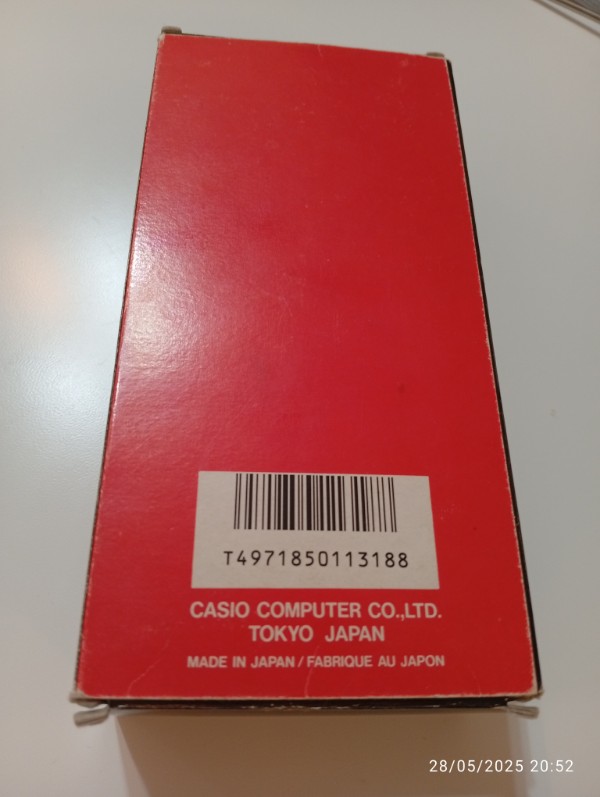 T4971850113188
CASIO COMPUTER CO.,LTD.
TOKYO JAPAN
MADE IN JAPAN / FABRIQUE AU JAPON
28/05/2025 20:52